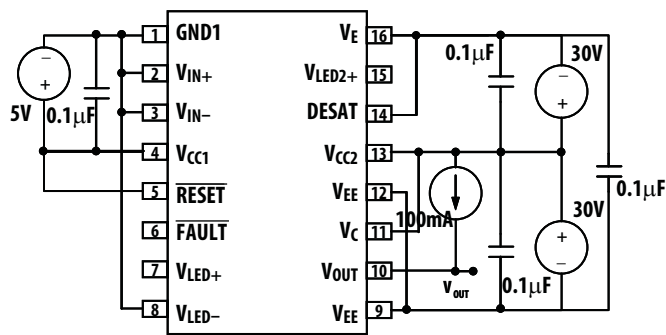 1 GND1
2 VIN+
3 VIN-
4 VCC1
5 RESET
6 FAULT
7 VLED+
8 VLED-
5V
0.1µF
VE 16
VLED2+ 15
DESAT 14
VCC2 13
VEE 12
VC 11
VOUT 10
VEE 9
0.1µF
30V
100mA
0.1µF
30V
VOUT
0.1µF